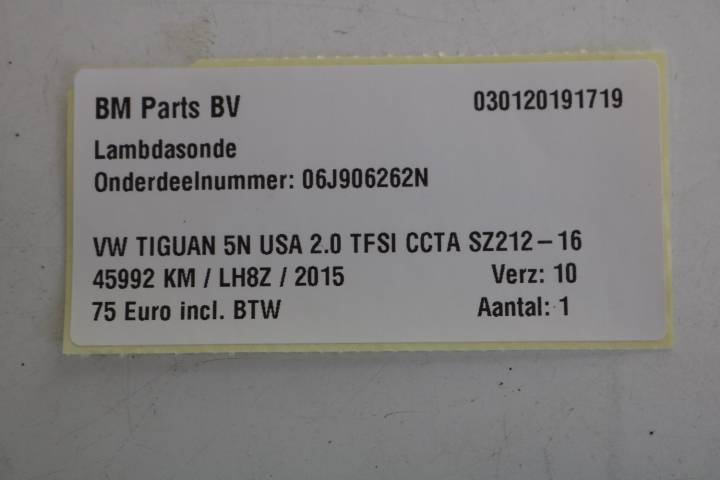 BM Parts BV 030120191719
Lambdasonde
Onderdeelnummer: 06J906262N
VW TIGUAN 5N USA 2.0 TFSI CCTA SZ212-16
45992 KM / LH8Z / 2015 Verz: 10
75 Euro incl. BTW Aantal: 1